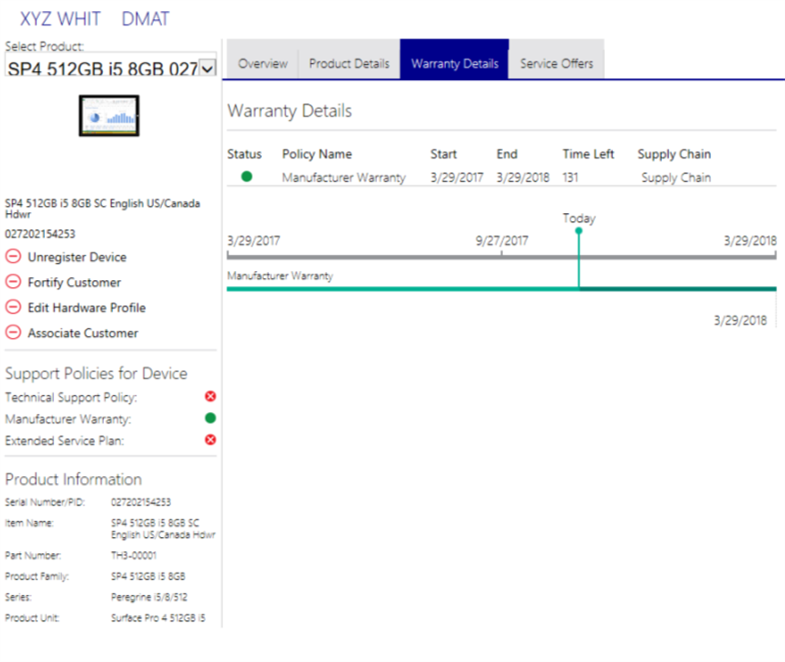 XYZ WHIT DMAT
Select Product:
SP4 512GB i5 8GB 027
Overview
Product Details
Warranty Details
Service Offers
SP4 512GB i5 8GB SC English US/Canada
Hdwr
027202154253
Unregister Device
Fortify Customer
Edit Hardware Profile
Associate Customer
Support Policies for Device
Technical Support Policy:
Manufacturer Warranty:
Extended Service Plan:
Product Information
Serial Number/PID: 027202154253
Item Name: SP4 512GB i5 8GB SC
English US/Canada Hdwr
Part Number: TH3-00001
Product Family: SP4 512GB i5 8GB
Series: Peregrine i5/8/512
Product Unit: Surface Pro 4 512GB i5
Warranty Details
Status Policy Name Start End Time Left Supply Chain
Manufacturer Warranty 3/29/2017 3/29/2018 131 Supply Chain
Today
3/29/2017 9/27/2017 3/29/2018
Manufacturer Warranty
3/29/2018